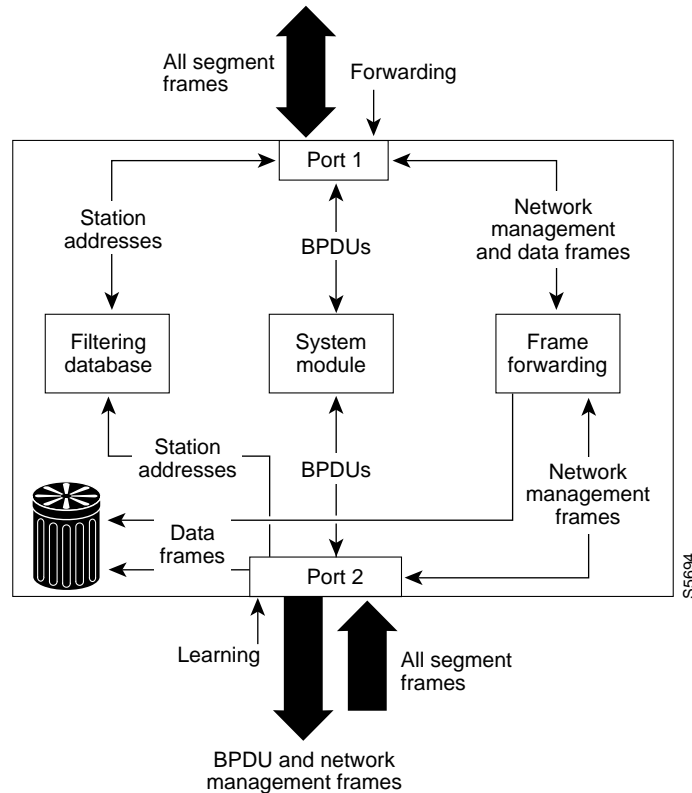 All segment
frames
Forwarding
Port 1
Station
addresses
BPDUs
Network
management
and data frames
Filtering
database
System
module
Frame
forwarding
Station
addresses
BPDUs
Network
management
frames
Data
frames
Port 2
S5694
Learning
All segment
frames
BPDU and network
management frames